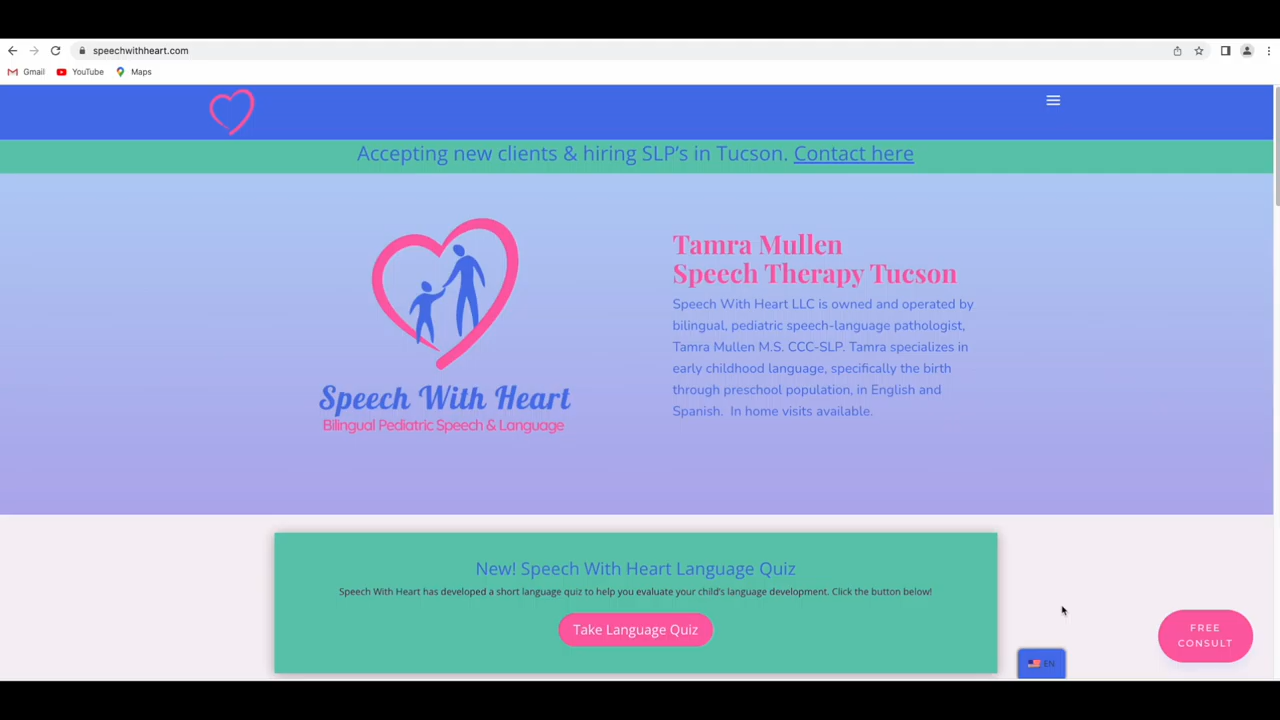 speechwithheart.com
Gmail YouTube Maps
Accepting new clients & hiring SLP's in Tucson. Contact here
Speech With Heart
Bilingual Pediatric Speech & Language
Tamra Mullen
Speech Therapy Tucson
Speech With Heart LLC is owned and operated by
bilingual, pediatric speech-language pathologist,
Tamra Mullen M.S. CCC-SLP. Tamra specializes in
early childhood language, specifically the birth
through preschool population, in English and
Spanish. In home visits available.
New! Speech With Heart Language Quiz
Speech With Heart has developed a short language quiz to help you evaluate your child's language development. Click the button below!
Take Language Quiz
FREE
CONSULT
EN